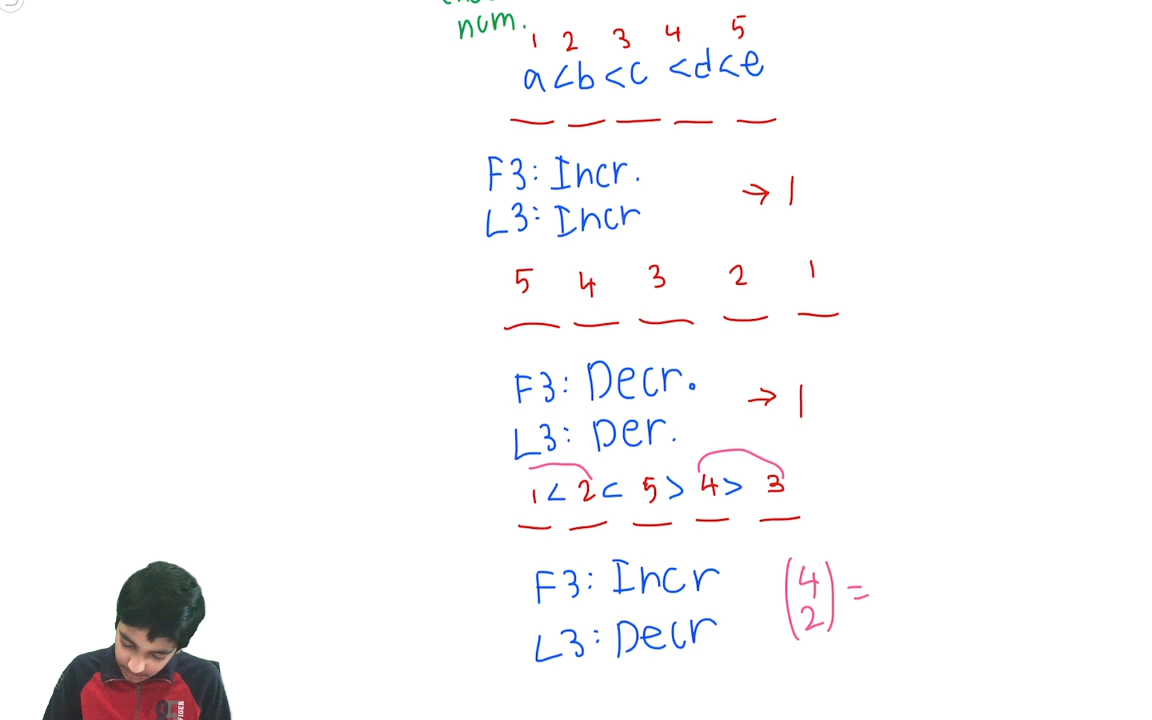 num.
1 2 3 4 5
a<b<c <d<e
F3: Incr.
L3: Incr
→ 1
5 4 3 2 1
F3: Decr.
L3: Der.
→ 1
1 < 2 < 5 > 4 > 3
F3: Incr
L3: Decr
(4
2) =